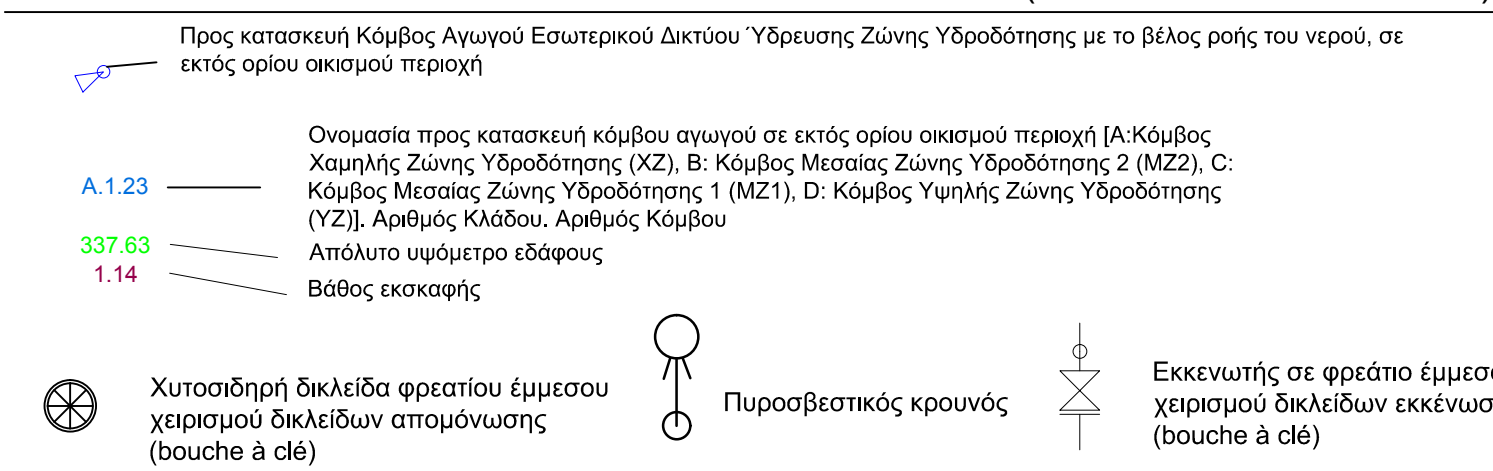 Προς κατασκευή Κόμβος Αγωγού Εσωτερικού Δικτύου Ύδρευσης Ζώνης Υδροδότησης με το βέλος ροής του νερού, σε
εκτός ορίου οικισμού περιοχή
Ονομασία προς κατασκευή κόμβου αγωγού σε εκτός ορίου οικισμού περιοχή [A:Κόμβος
Χαμηλής Ζώνης Υδροδότησης (ΧΖ), B: Κόμβος Μεσαίας Ζώνης Υδροδότησης 2 (ΜΖ2), C:
A.1.23
Κόμβος Μεσαίας Ζώνης Υδροδότησης 1 (ΜΖ1), D: Κόμβος Υψηλής Ζώνης Υδροδότησης
(ΥΖ)]. Αριθμός Κλάδου. Αριθμός Κόμβου
337.63
Απόλυτο υψόμετρο εδάφους
1.14
Βάθος εκσκαφής
Χυτοσιδηρή δικλείδα φρεατίου έμμεσου
χειρισμού δικλείδων απομόνωσης
(bouche à clé)
Πυροσβεστικός κρουνός
Εκκενωτής σε φρεάτιο έμμεσο
χειρισμού δικλείδων εκκένωσ
(bouche à clé)